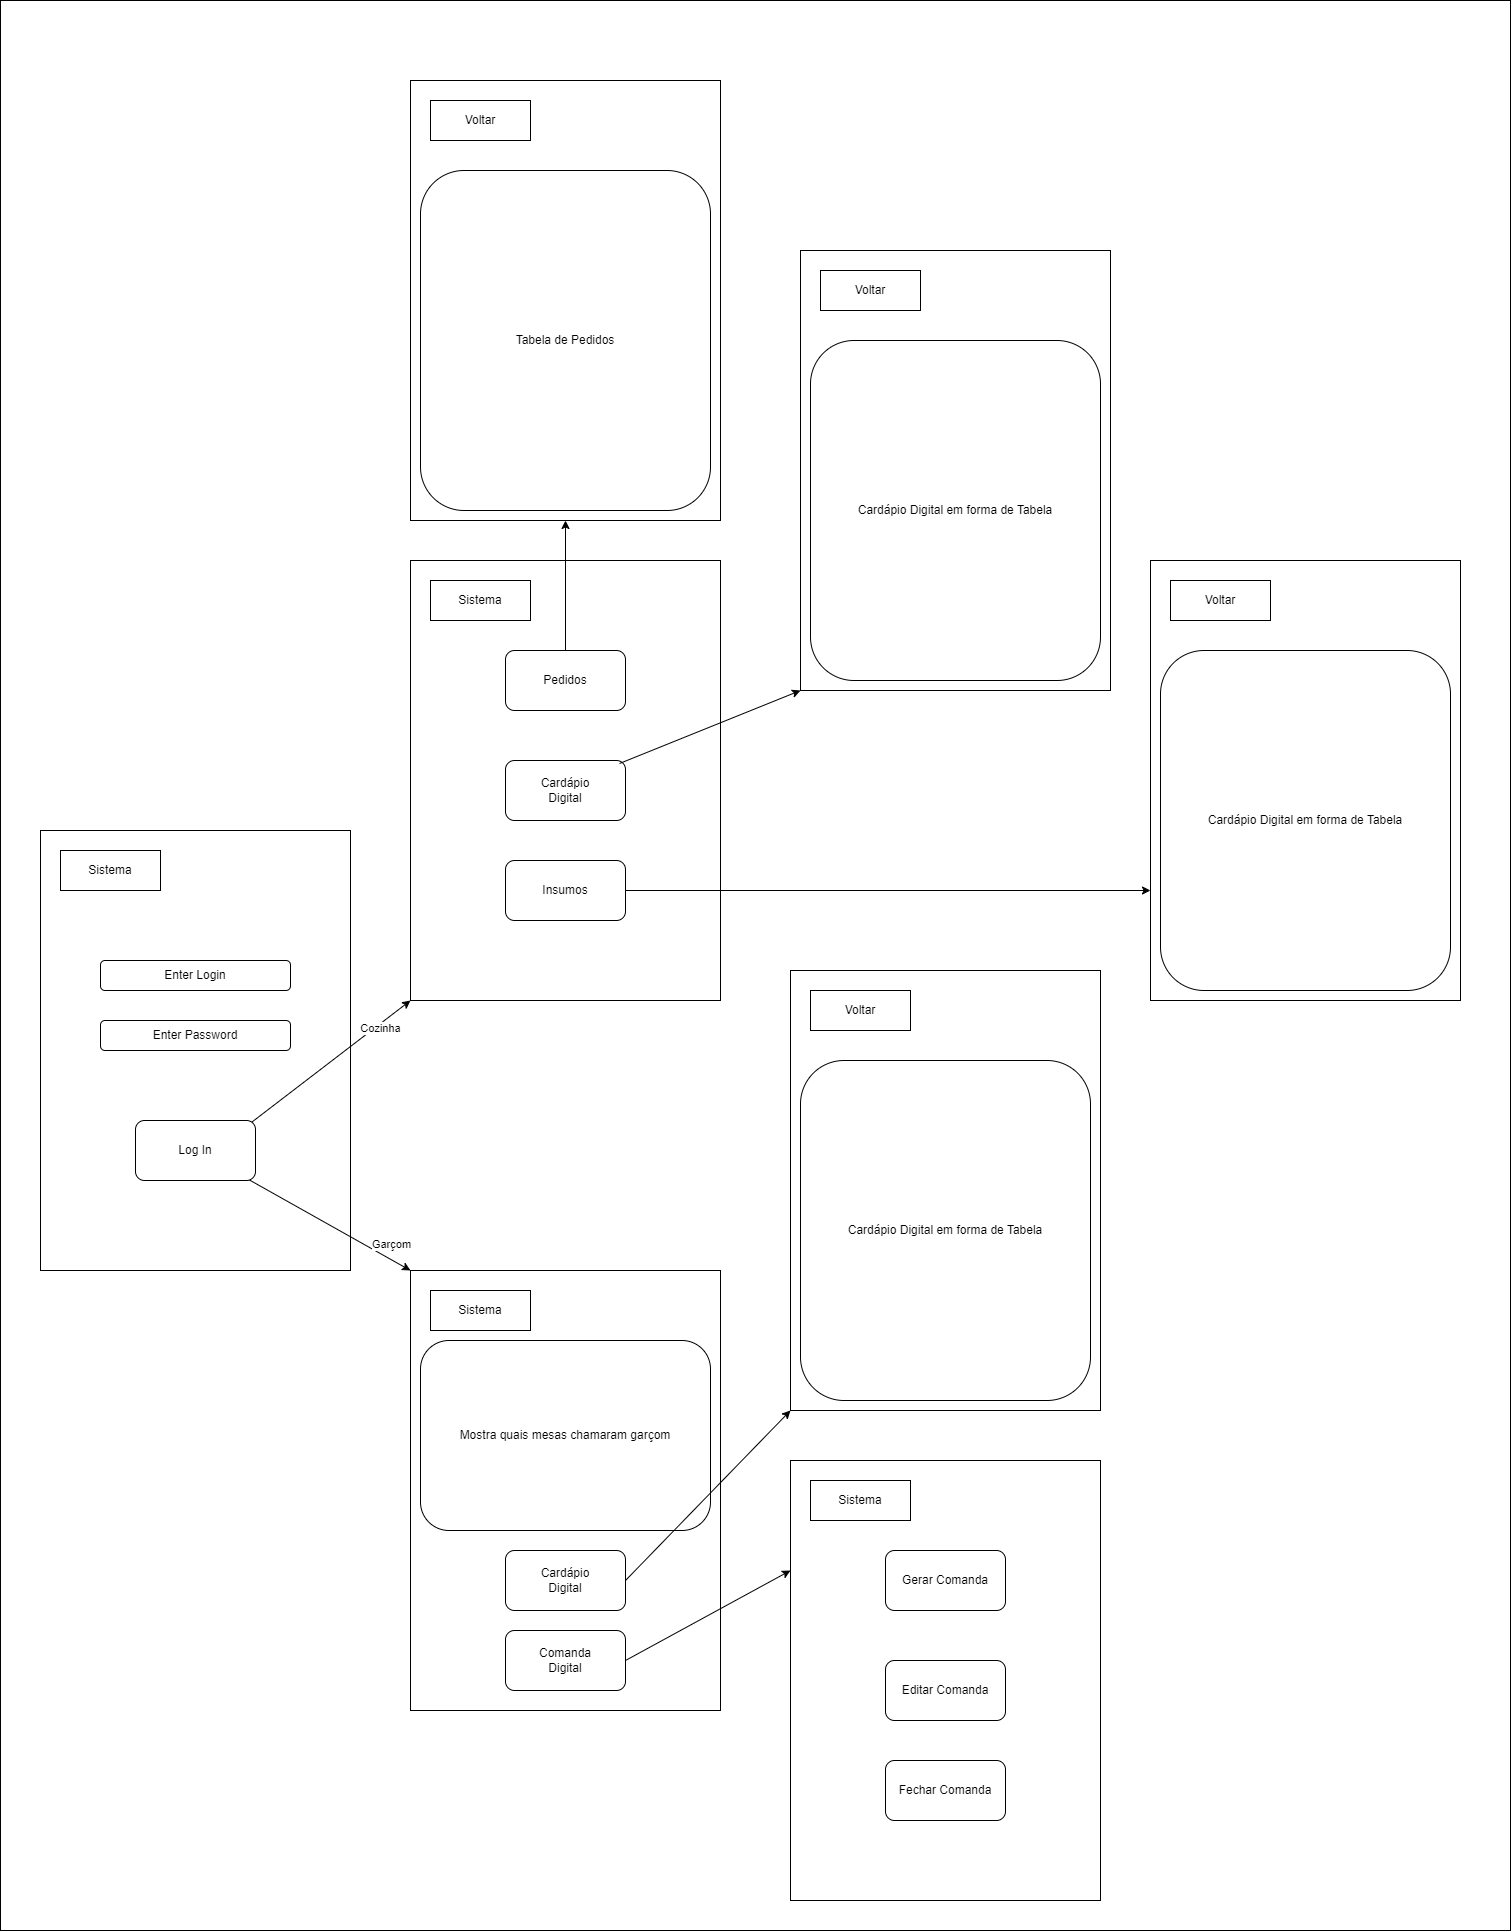 Voltar
Tabela de Pedidos
Voltar
Cardápio Digital em forma de Tabela
Sistema
Pedidos
Cardápio
Digital
Insumos
Voltar
Cardápio Digital em forma de Tabela
Sistema
Enter Login
Enter Password
Log In
Cozinha
Garçom
Voltar
Cardápio Digital em forma de Tabela
Sistema
Mostra quais mesas chamaram garçom
Cardápio
Digital
Comanda
Digital
Sistema
Gerar Comanda
Editar Comanda
Fechar Comanda